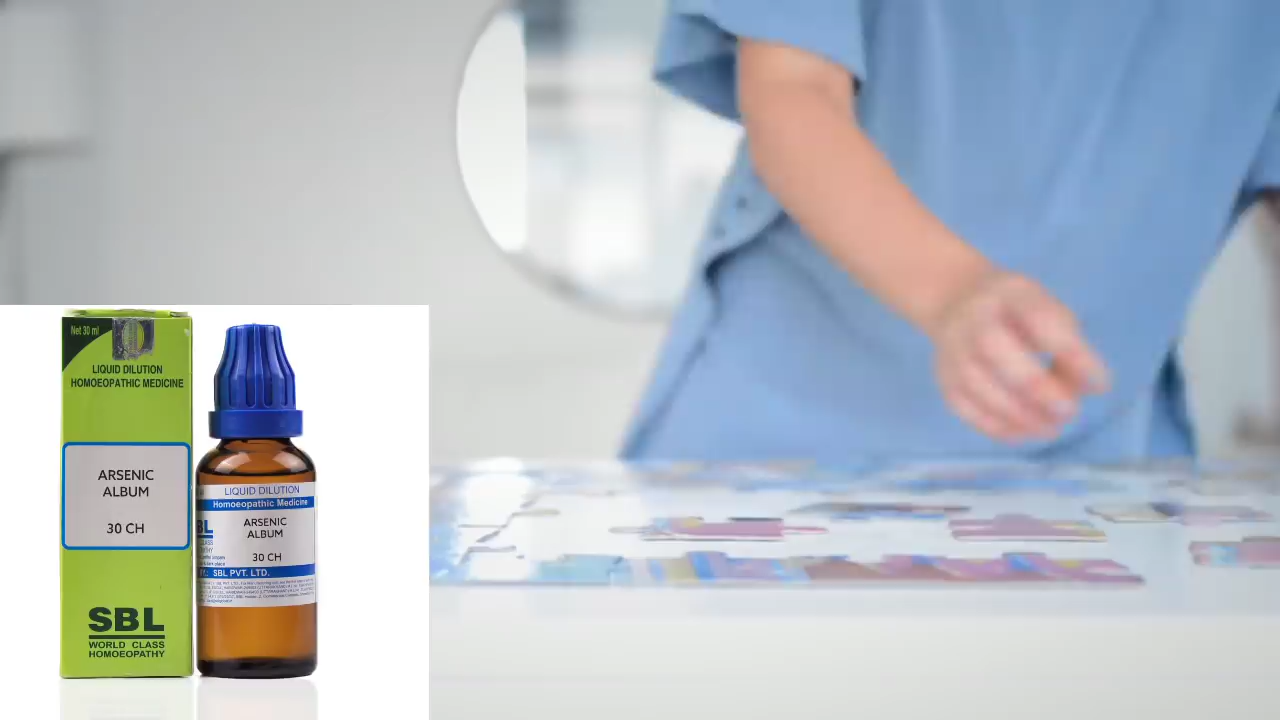 Net 30 ml
LIQUID DILUTION
HOMOEOPATHIC MEDICINE
ARSENIC
ALBUM
30 CH
SBL
WORLD CLASS
HOMOEOPATHY
LIQUID DILUTION
Homoeopathic Medicine
BL
ARSENIC
ALBUM
30 CH
SBL PVT. LTD.